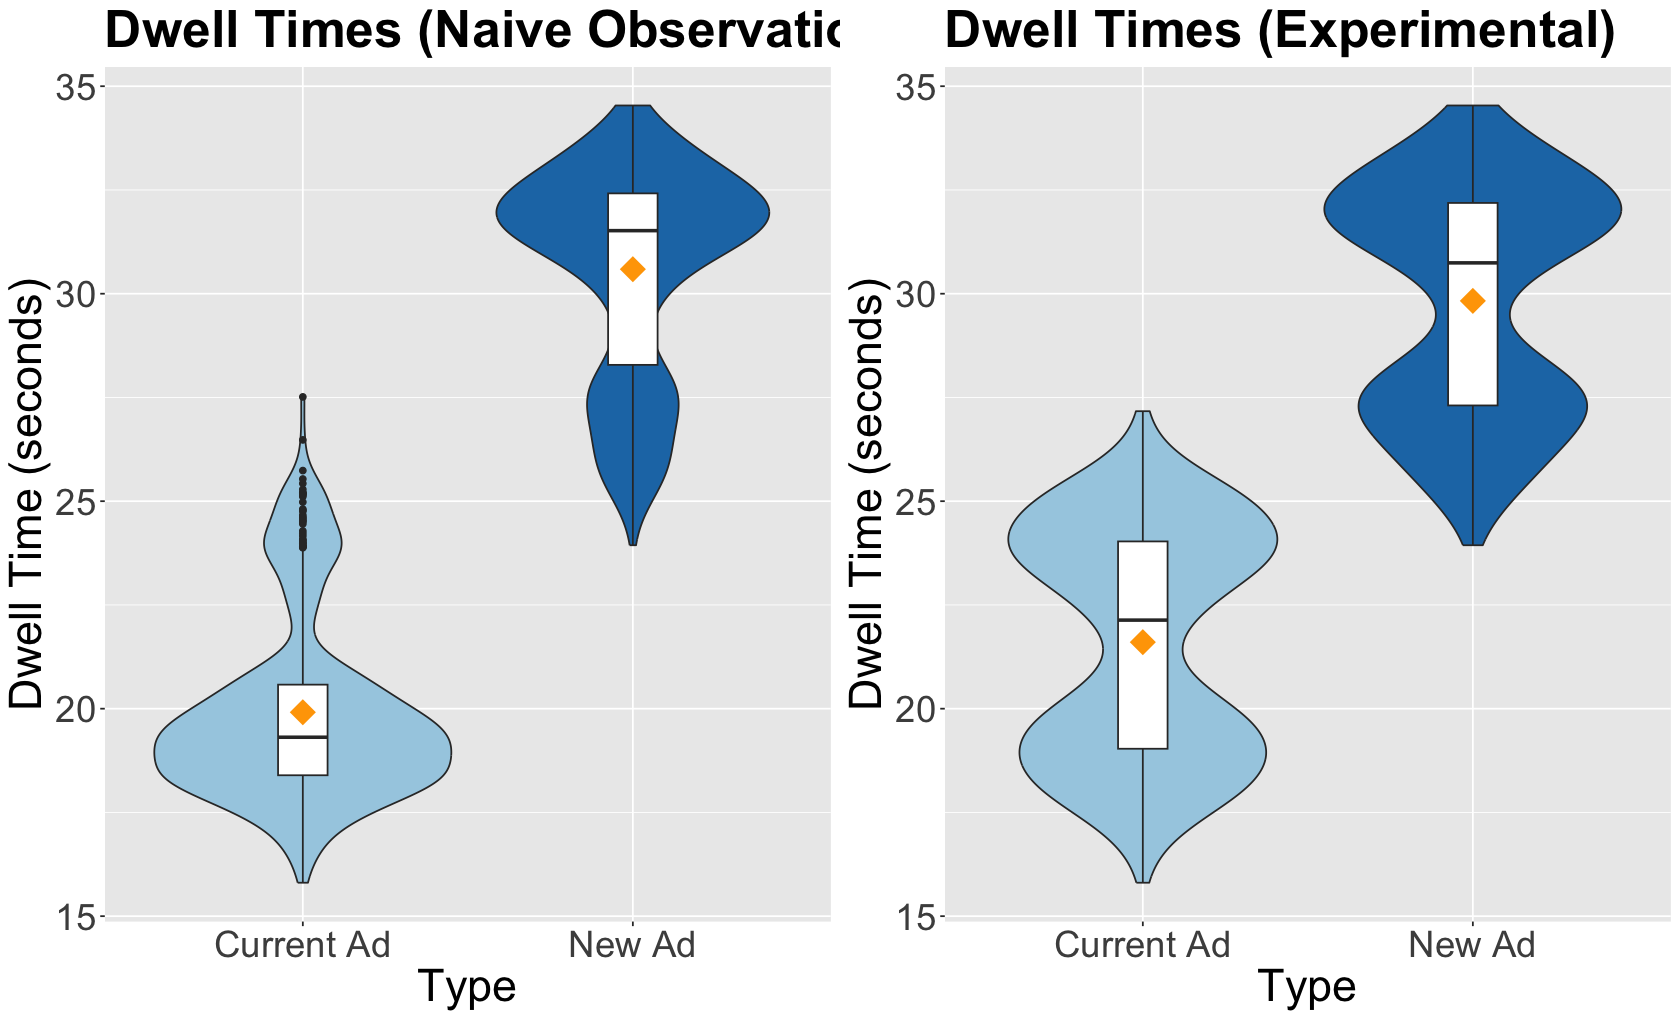 Dwell Times (Naive Observatio
Dwell Time (seconds)
35
30
25
20
15
Current Ad
New Ad
Type
Dwell Times (Experimental)
Dwell Time (seconds)
35
30
25
20
15
Current Ad
New Ad
Type